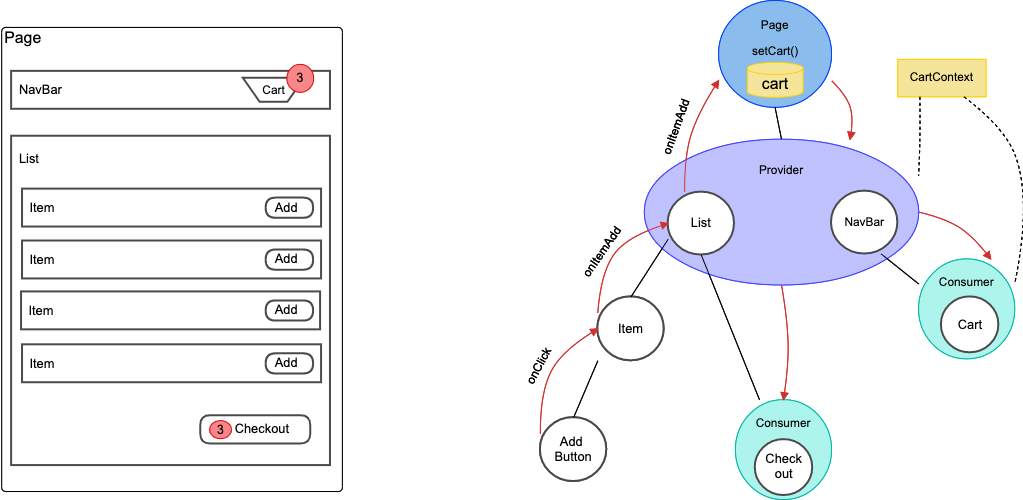 Page
NavBar
Cart
3
List
Item
Add
Item
Add
Item
Add
Item
Add
3
Checkout
Page
setCart()
cart
CartContext
onItemAdd
Provider
List
NavBar
onItemAdd
Consumer
Cart
Item
onClick
Consumer
Check
out
Add
Button